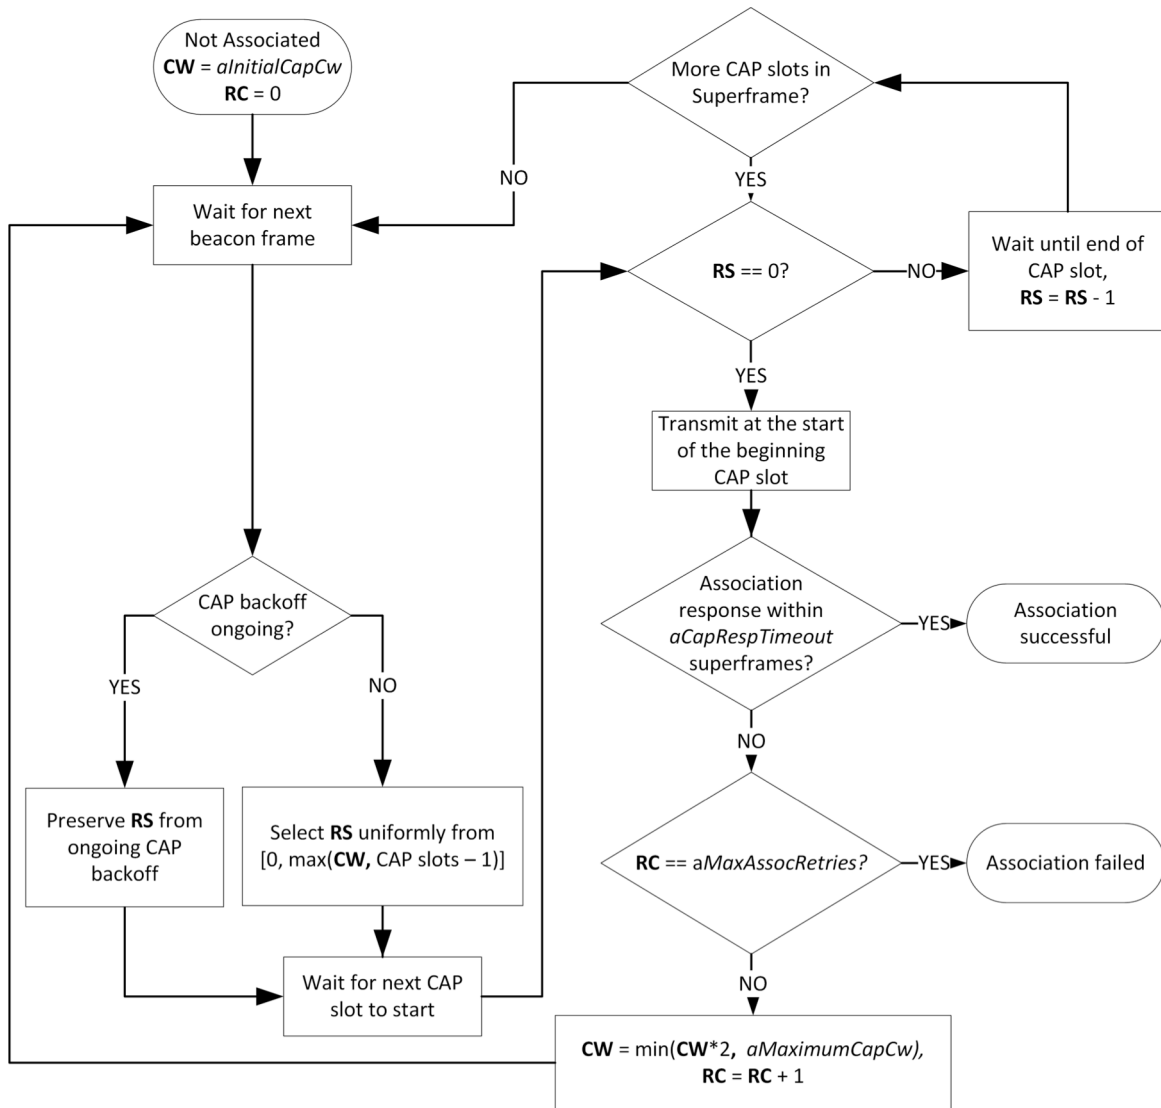 Not Associated
CW = aInitialCapCw
RC = 0
More CAP slots in
Superframe?
NO
YES
Wait for next
beacon frame
RS == 0?
NO
Wait until end of
CAP slot,
RS = RS - 1
YES
Transmit at the start
of the beginning
CAP slot
CAP backoff
ongoing?
YES
NO
Association
response within
aCapRespTimeout
superframes?
YES
Association
successful
NO
Preserve RS from
ongoing CAP
backoff
Select RS uniformly from
[0, max(CW, CAP slots – 1)]
RC == aMaxAssocRetries?
YES
Association failed
Wait for next CAP
slot to start
NO
CW = min(CW*2, aMaximumCapCw),
RC = RC + 1